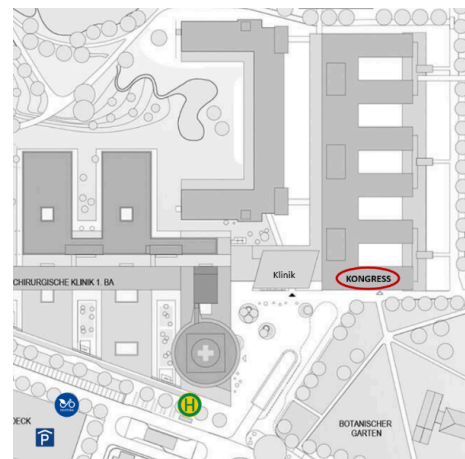 Klinik
KONGRESS
CHIRURGISCHE KLINIK 1. BA
H
DECK
P
BOTANISCHER
GARTEN